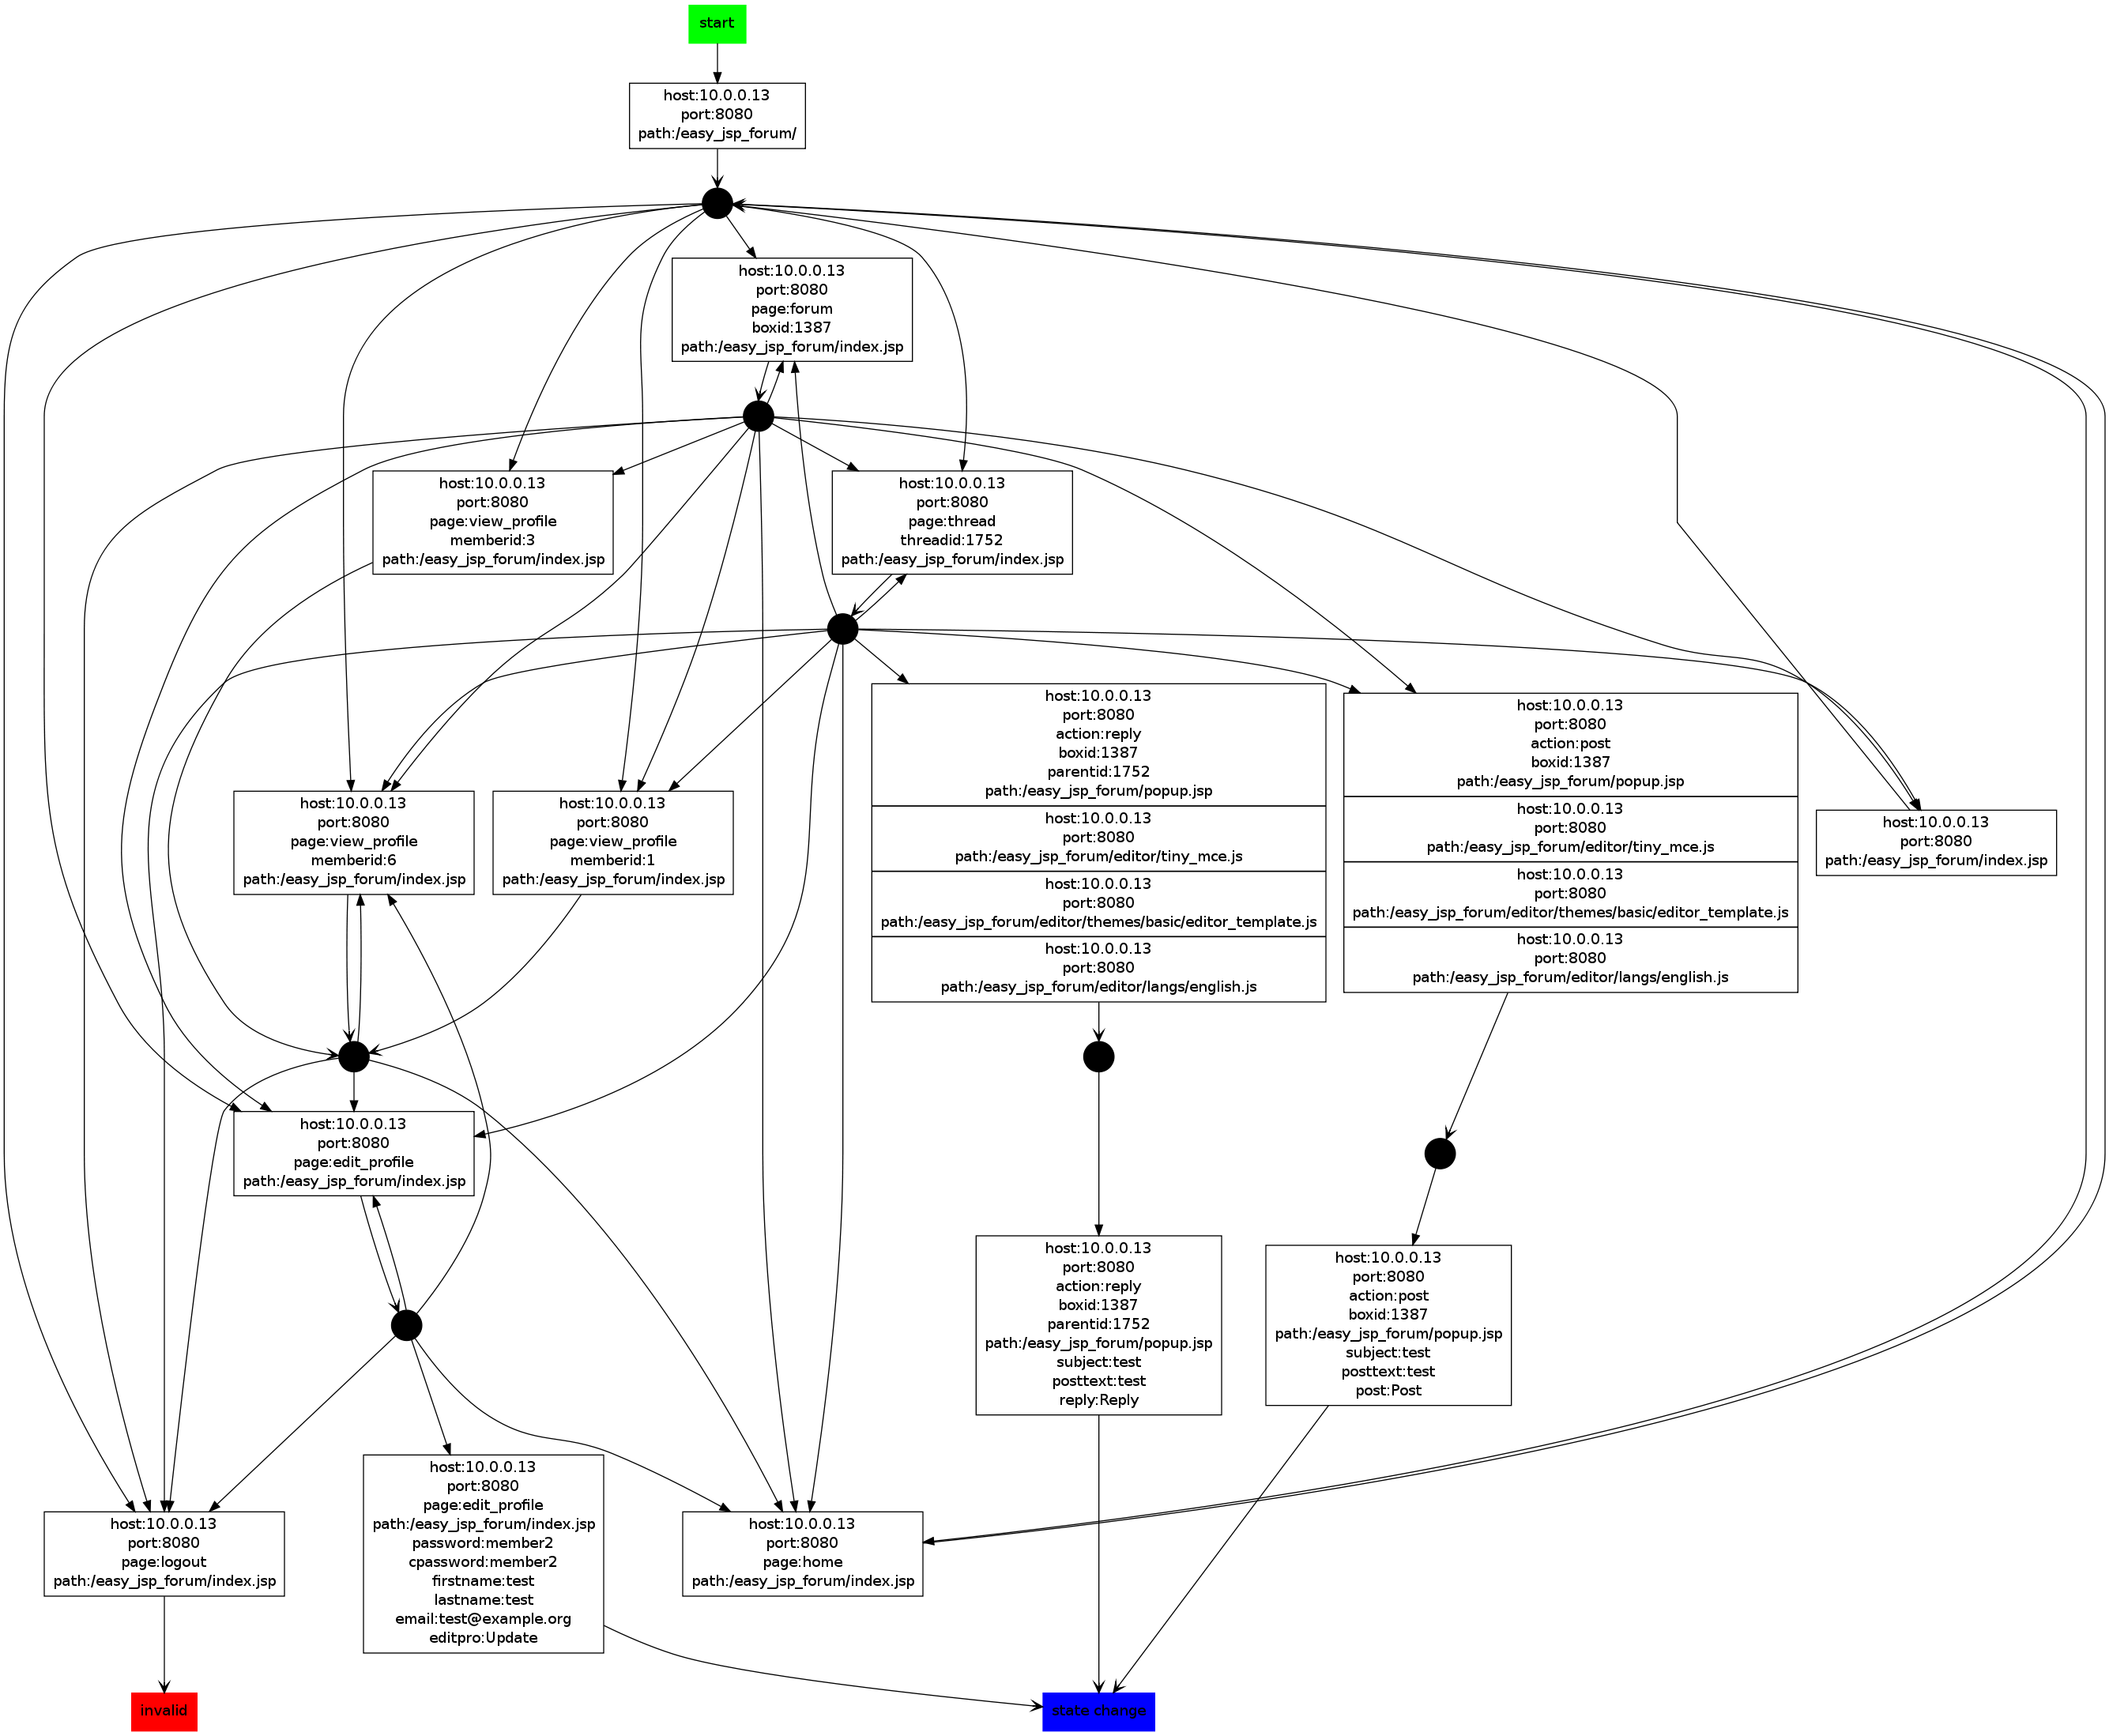 start
host:10.0.0.13
port:8080
path:/easy_jsp_forum/
host:10.0.0.13
port:8080
page:forum
boxid:1387
path:/easy_jsp_forum/index.jsp
host:10.0.0.13
port:8080
page:view_profile
memberid:3
path:/easy_jsp_forum/index.jsp
host:10.0.0.13
port:8080
page:thread
threadid:1752
path:/easy_jsp_forum/index.jsp
host:10.0.0.13
port:8080
page:view_profile
memberid:6
path:/easy_jsp_forum/index.jsp
host:10.0.0.13
port:8080
page:view_profile
memberid:1
path:/easy_jsp_forum/index.jsp
host:10.0.0.13
port:8080
action:reply
boxid:1387
parentid:1752
path:/easy_jsp_forum/popup.jsp
host:10.0.0.13
port:8080
path:/easy_jsp_forum/editor/tiny_mce.js
host:10.0.0.13
port:8080
path:/easy_jsp_forum/editor/themes/basic/editor_template.js
host:10.0.0.13
port:8080
path:/easy_jsp_forum/editor/langs/english.js
host:10.0.0.13
port:8080
action:post
boxid:1387
path:/easy_jsp_forum/popup.jsp
host:10.0.0.13
port:8080
path:/easy_jsp_forum/editor/tiny_mce.js
host:10.0.0.13
port:8080
path:/easy_jsp_forum/editor/themes/basic/editor_template.js
host:10.0.0.13
port:8080
path:/easy_jsp_forum/editor/langs/english.js
host:10.0.0.13
port:8080
path:/easy_jsp_forum/index.jsp
host:10.0.0.13
port:8080
page:edit_profile
path:/easy_jsp_forum/index.jsp
host:10.0.0.13
port:8080
action:reply
boxid:1387
parentid:1752
path:/easy_jsp_forum/popup.jsp
subject:test
posttext:test
reply:Reply
host:10.0.0.13
port:8080
action:post
boxid:1387
path:/easy_jsp_forum/popup.jsp
subject:test
posttext:test
post:Post
host:10.0.0.13
port:8080
page:logout
path:/easy_jsp_forum/index.jsp
host:10.0.0.13
port:8080
page:edit_profile
path:/easy_jsp_forum/index.jsp
password:member2
cpassword:member2
firstname:test
lastname:test
email:test@example.org
editpro:Update
host:10.0.0.13
port:8080
page:home
path:/easy_jsp_forum/index.jsp
invalid
state change